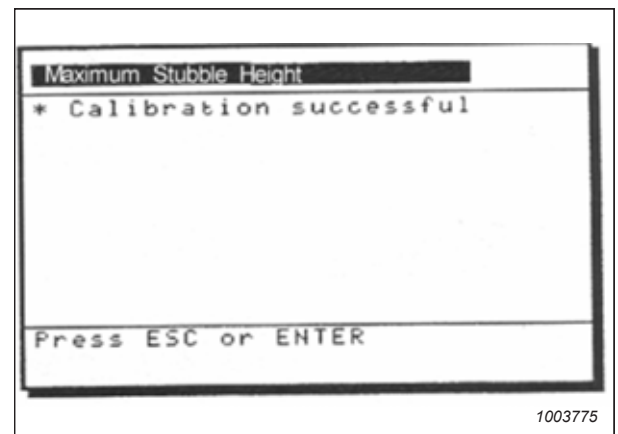 Maximum Stubble Height
* Calibration successful
Press ESC or ENTER
1003775